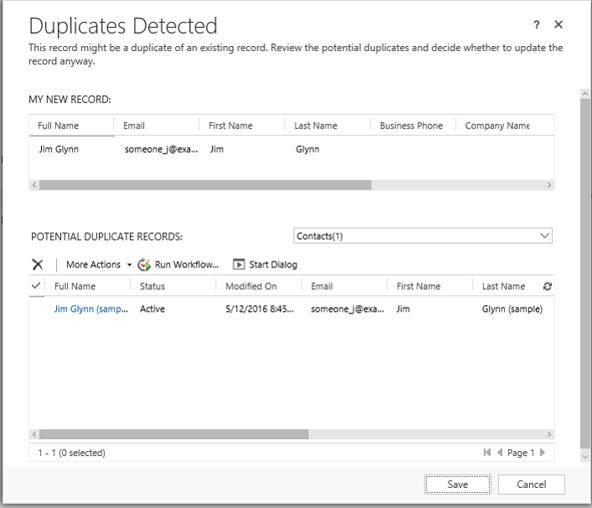 Duplicates Detected
? ×
This record might be a duplicate of an existing record. Review the potential duplicates and decide whether to update the
record anyway.
MY NEW RECORD:
Full Name Email First Name Last Name Business Phone Company Name
Jim Glynn someone_j@exa... Jim Glynn
POTENTIAL DUPLICATE RECORDS: Contacts(1)
More Actions Run Workflow... Start Dialog
Full Name Status Modified On Email First Name Last Name
Jim Glynn (samp... Active 5/12/2016 8:45... someone_j@exa... Jim Glynn (sample)
1 - 1 (0 selected) Page 1
Save Cancel